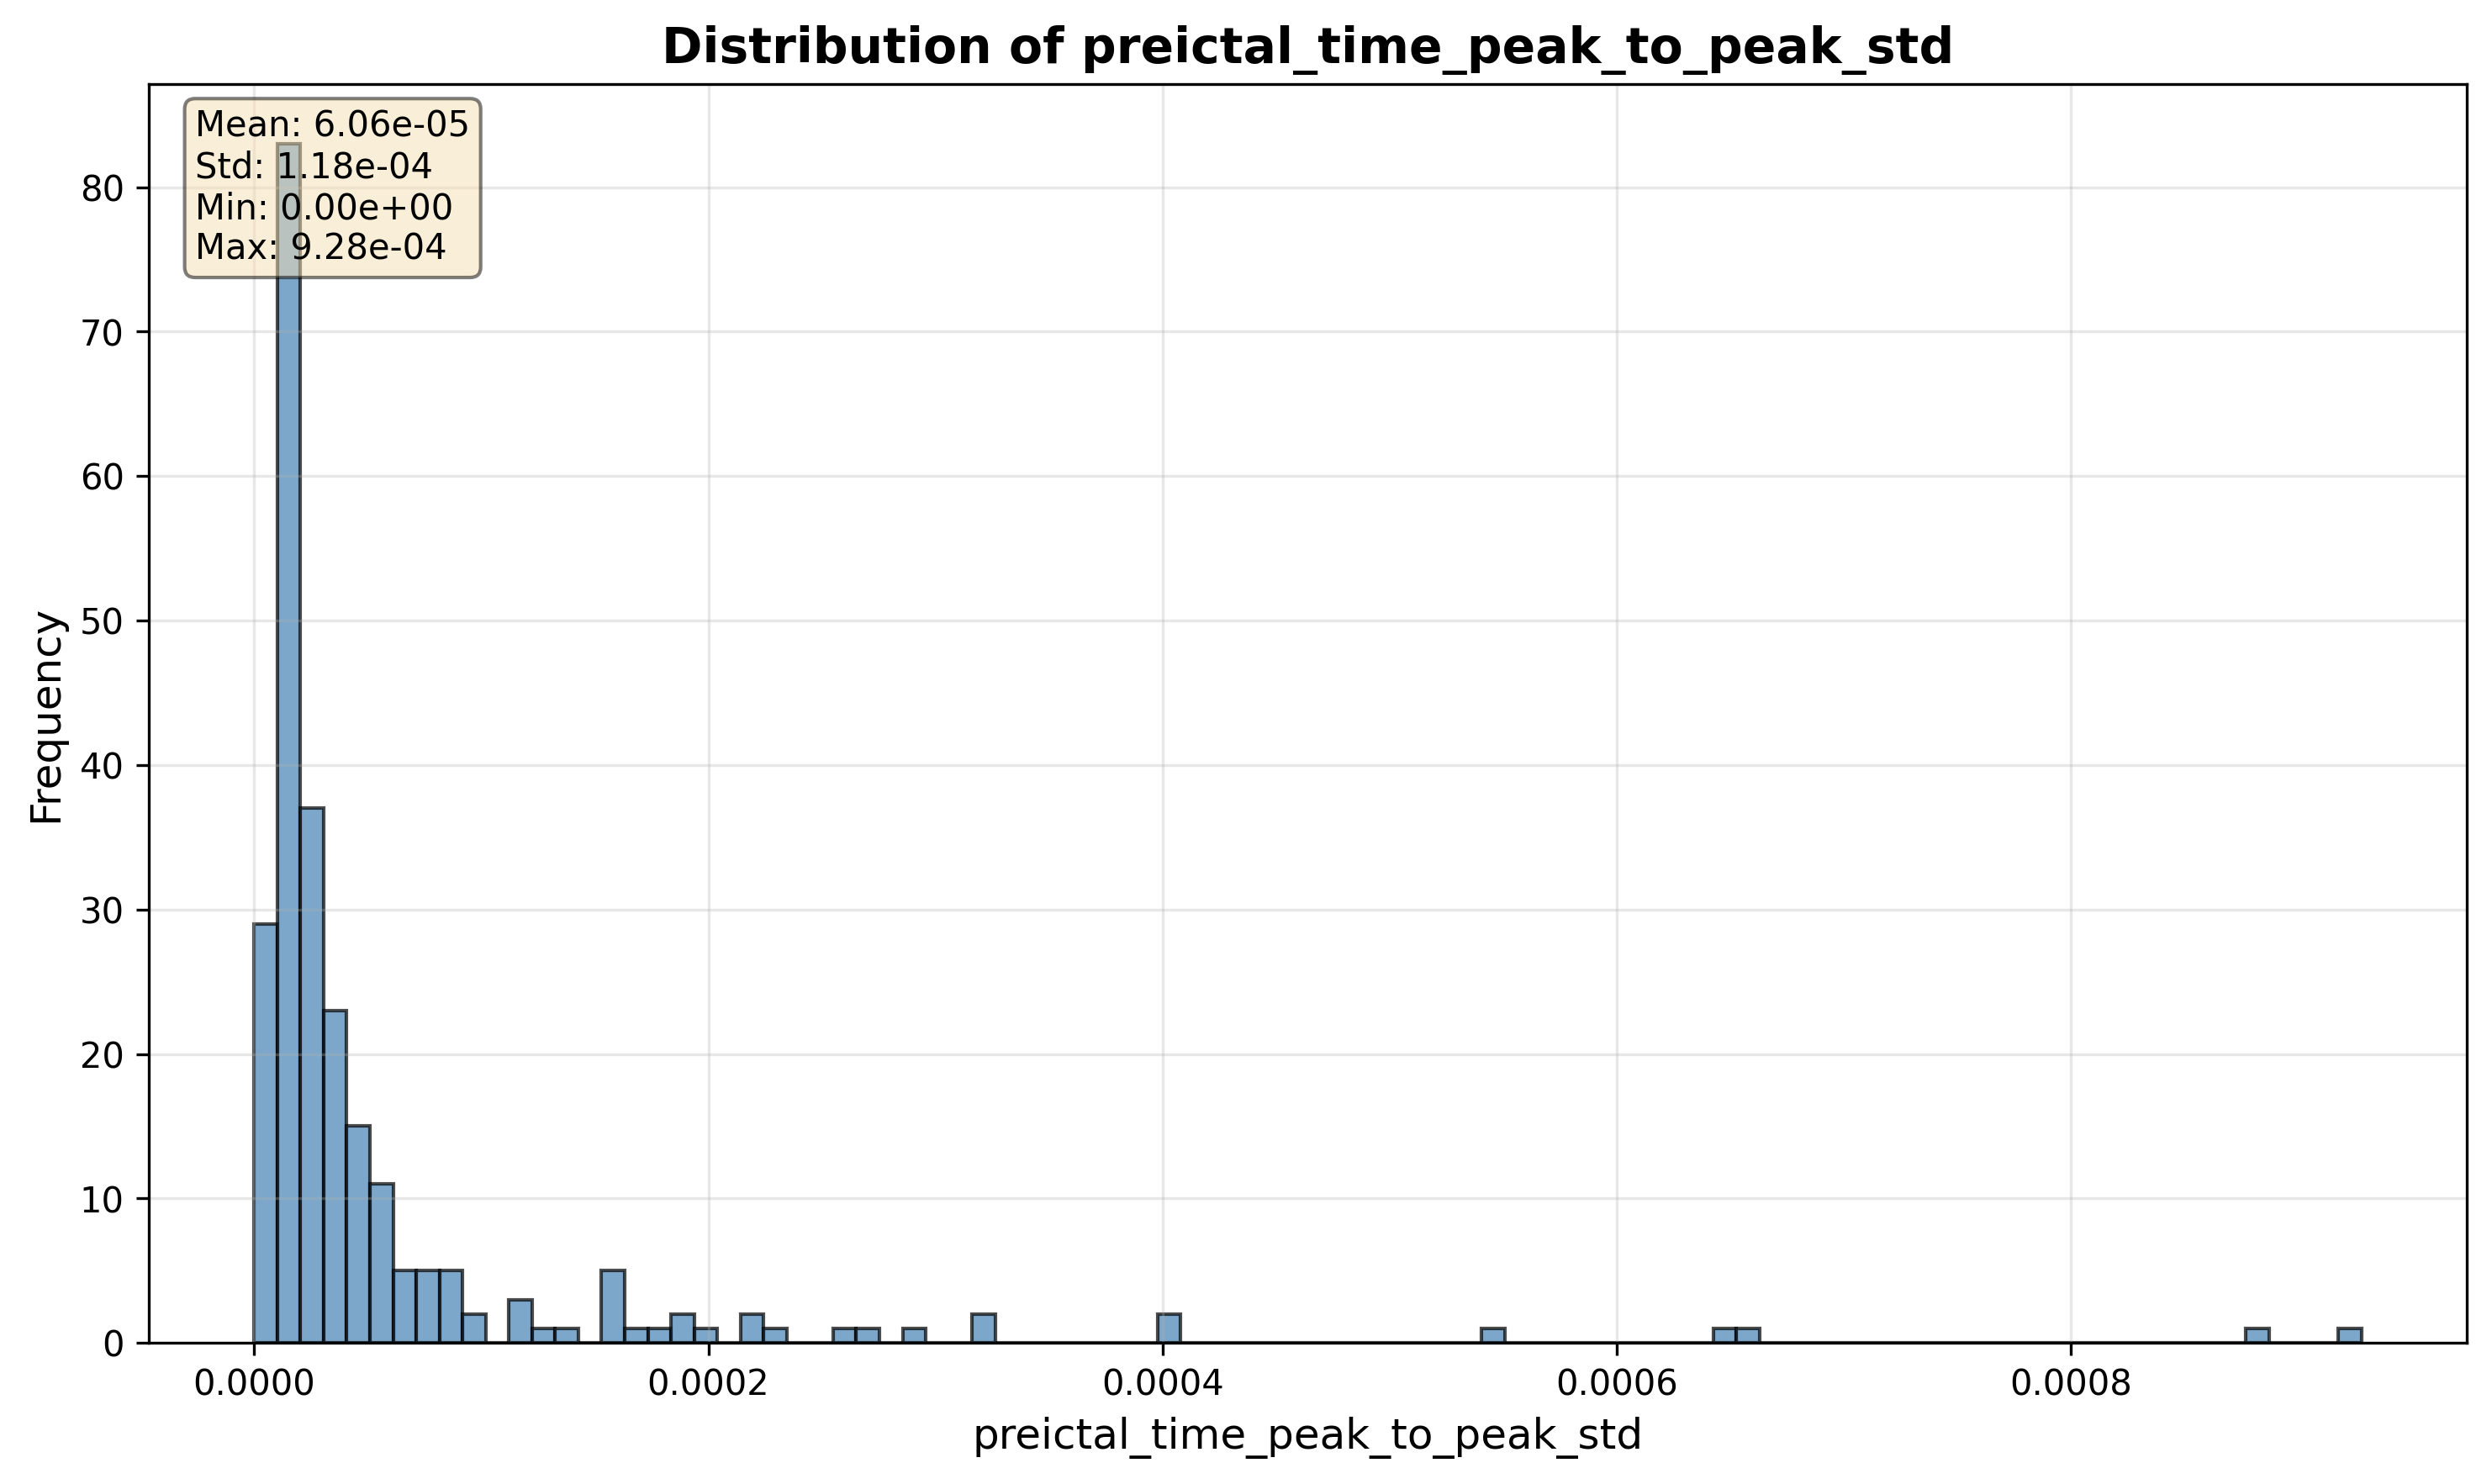 Distribution of preictal_time_peak_to_peak_std
Mean: 6.06e-05
Std: 1.18e-04
Min: 0.00e+00
Max: 9.28e-04
80
70
60
50
40
30
20
10
0
Frequency
0.0000
0.0002
0.0004
0.0006
0.0008
preictal_time_peak_to_peak_std